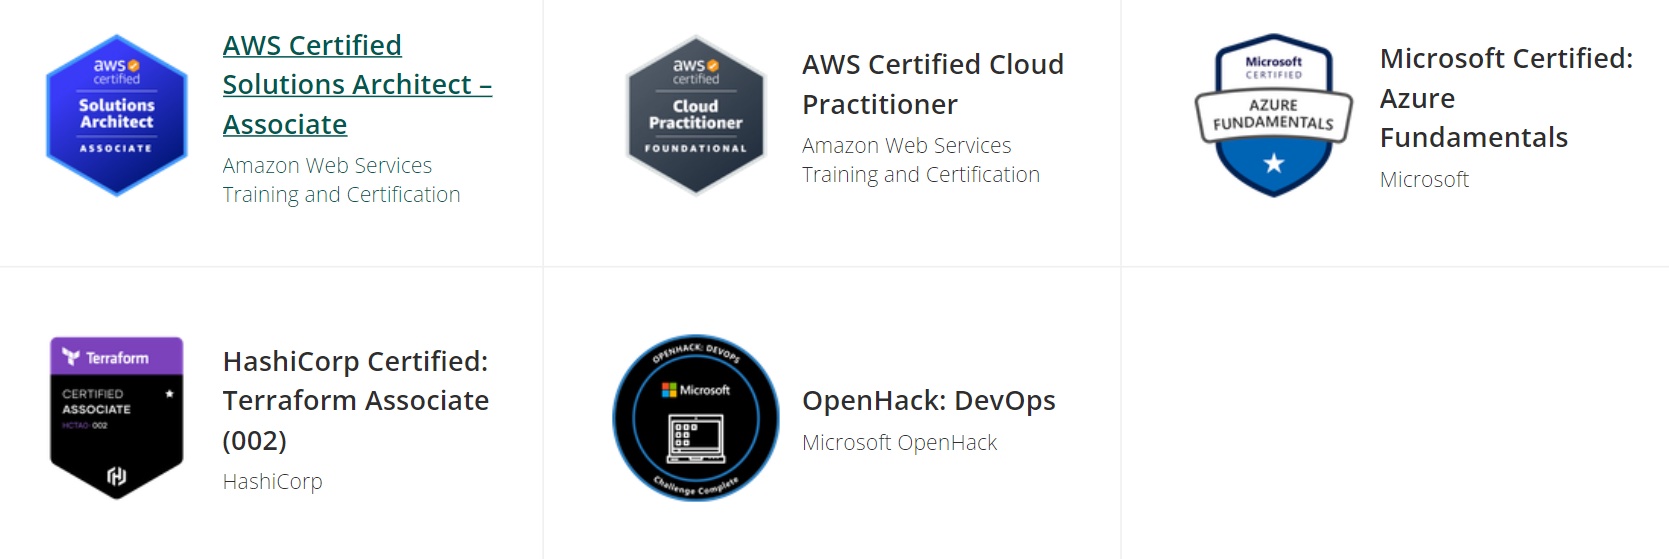 aws
certified
Solutions
Architect
ASSOCIATE
AWS Certified
Solutions Architect –
Associate
Amazon Web Services
Training and Certification
aws
certified
Cloud
Practitioner
FOUNDATIONAL
AWS Certified Cloud
Practitioner
Amazon Web Services
Training and Certification
Microsoft
CERTIFIED
AZURE
FUNDAMENTALS
Microsoft Certified:
Azure
Fundamentals
Microsoft
Terraform
CERTIFIED
ASSOCIATE
HCTA0-002
HashiCorp Certified:
Terraform Associate
(002)
HashiCorp
OPENHACK: DEVOPS
Microsoft
Challenge Complete
OpenHack: DevOps
Microsoft OpenHack